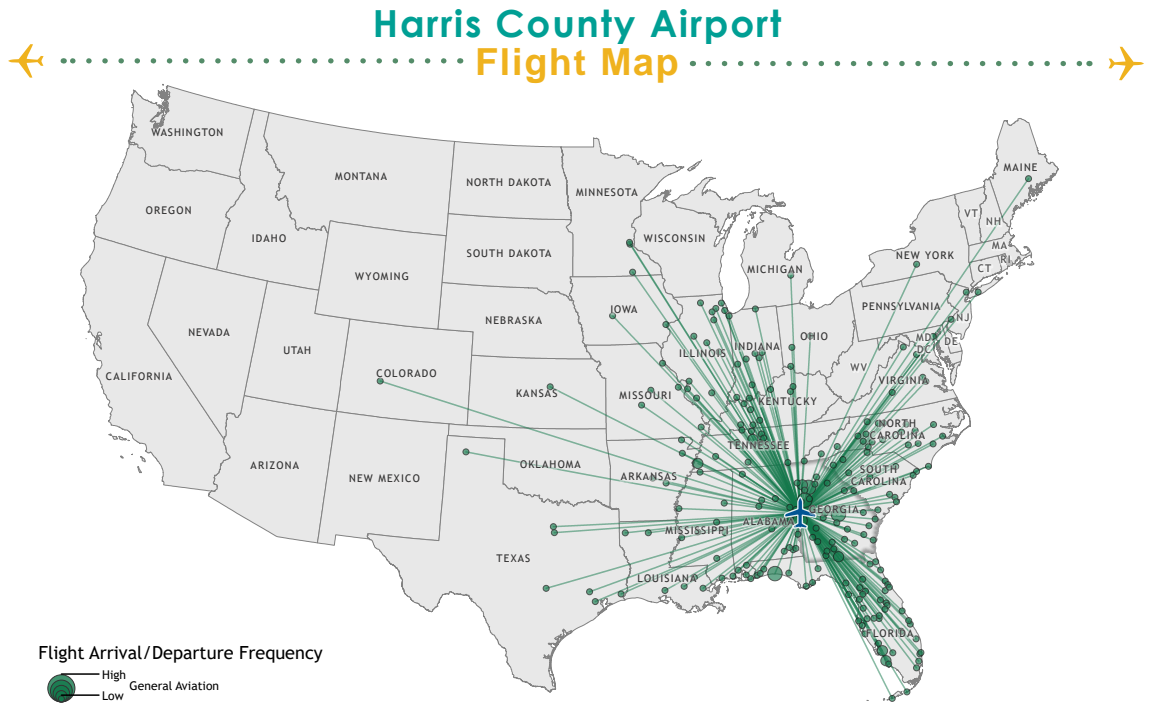 Harris County Airport
Flight Map
WASHINGTON
MONTANA
NORTH DAKOTA
MINNESOTA
MAINE
OREGON
IDAHO
WISCONSIN
VT
NH
SOUTH DAKOTA
WYOMING
MICHIGAN
NEW YORK
MA
RI
CT
NEBRASKA
IOWA
PENNSYLVANIA
NJ
NEVADA
UTAH
ILLINOIS
INDIANA
OHIO
MD
DE
DC
CALIFORNIA
COLORADO
KANSAS
MISSOURI
KENTUCKY
WV
VIRGINIA
NORTH
CAROLINA
TENNESSEE
ARIZONA
NEW MEXICO
OKLAHOMA
ARKANSAS
SOUTH
CAROLINA
MISSISSIPPI
ALABAMA
GEORGIA
TEXAS
LOUISIANA
FLORIDA
Flight Arrival/Departure Frequency
High
General Aviation
Low